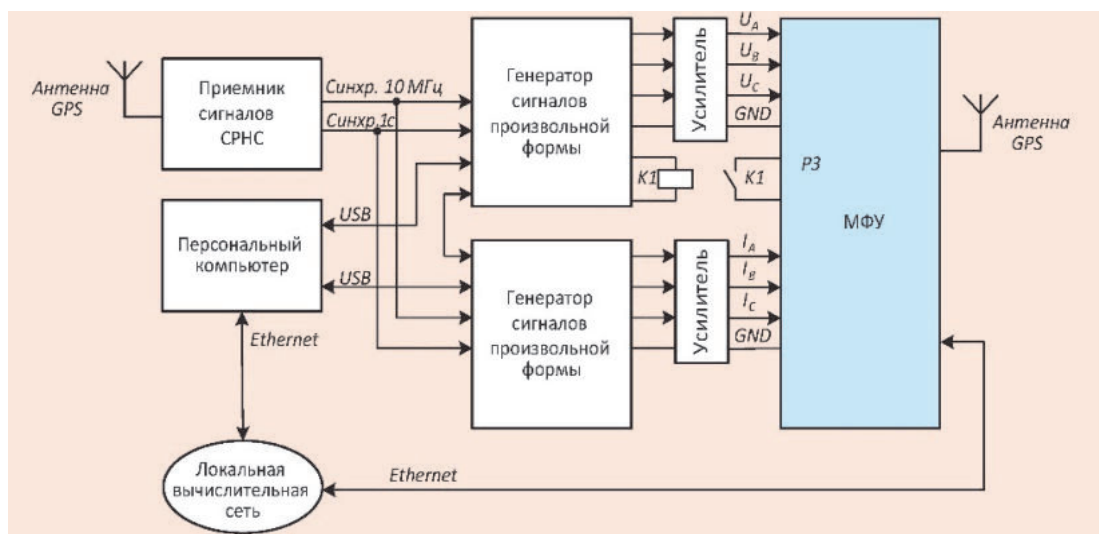 Антенна
GPS
Приемник
сигналов
СРНС
Синхр. 10 МГц
Синхр.1с
Генератор
сигналов
произвольной
формы
Усилитель
U_A
U_B
U_C
GND
K1
K1
РЗ
МФУ
Антенна
GPS
Персональный
компьютер
USB
USB
Ethernet
Генератор
сигналов
произвольной
формы
Усилитель
I_A
I_B
I_C
GND
Локальная
вычислительная
сеть
Ethernet